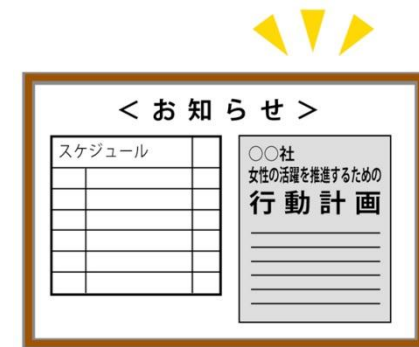 ＜お知らせ＞
スケジュール
○○社
女性の活躍を推進するための
行動計画